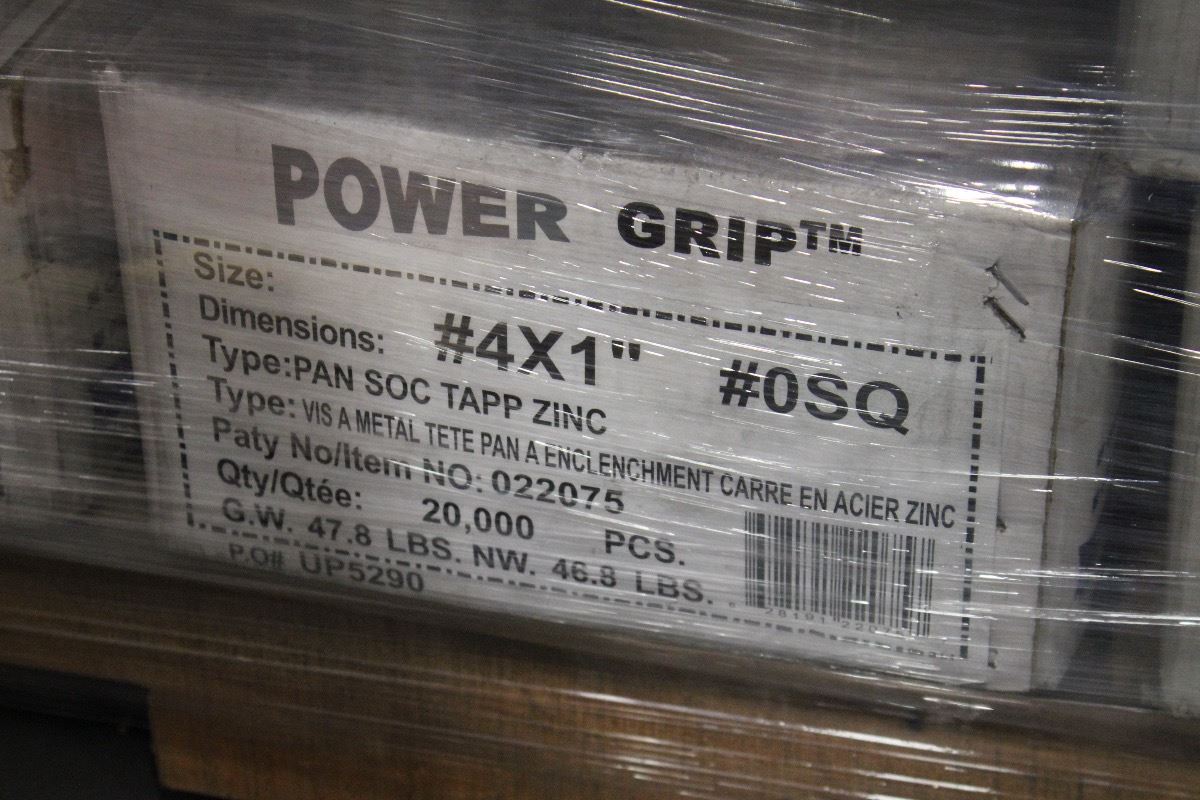 POWER GRIP™
Size:
Dimensions: #4X1" #0SQ
Type:PAN SOC TAPP ZINC
Type: VIS A METAL TETE PAN A ENCLENCHMENT CARRE EN ACIER ZINC
Paty No/Item NO: 022075
Qty/Qtée: 20,000 PCS.
G.W. 47.8 LBS. NW. 46.8 LBS.
P.O# UP5290